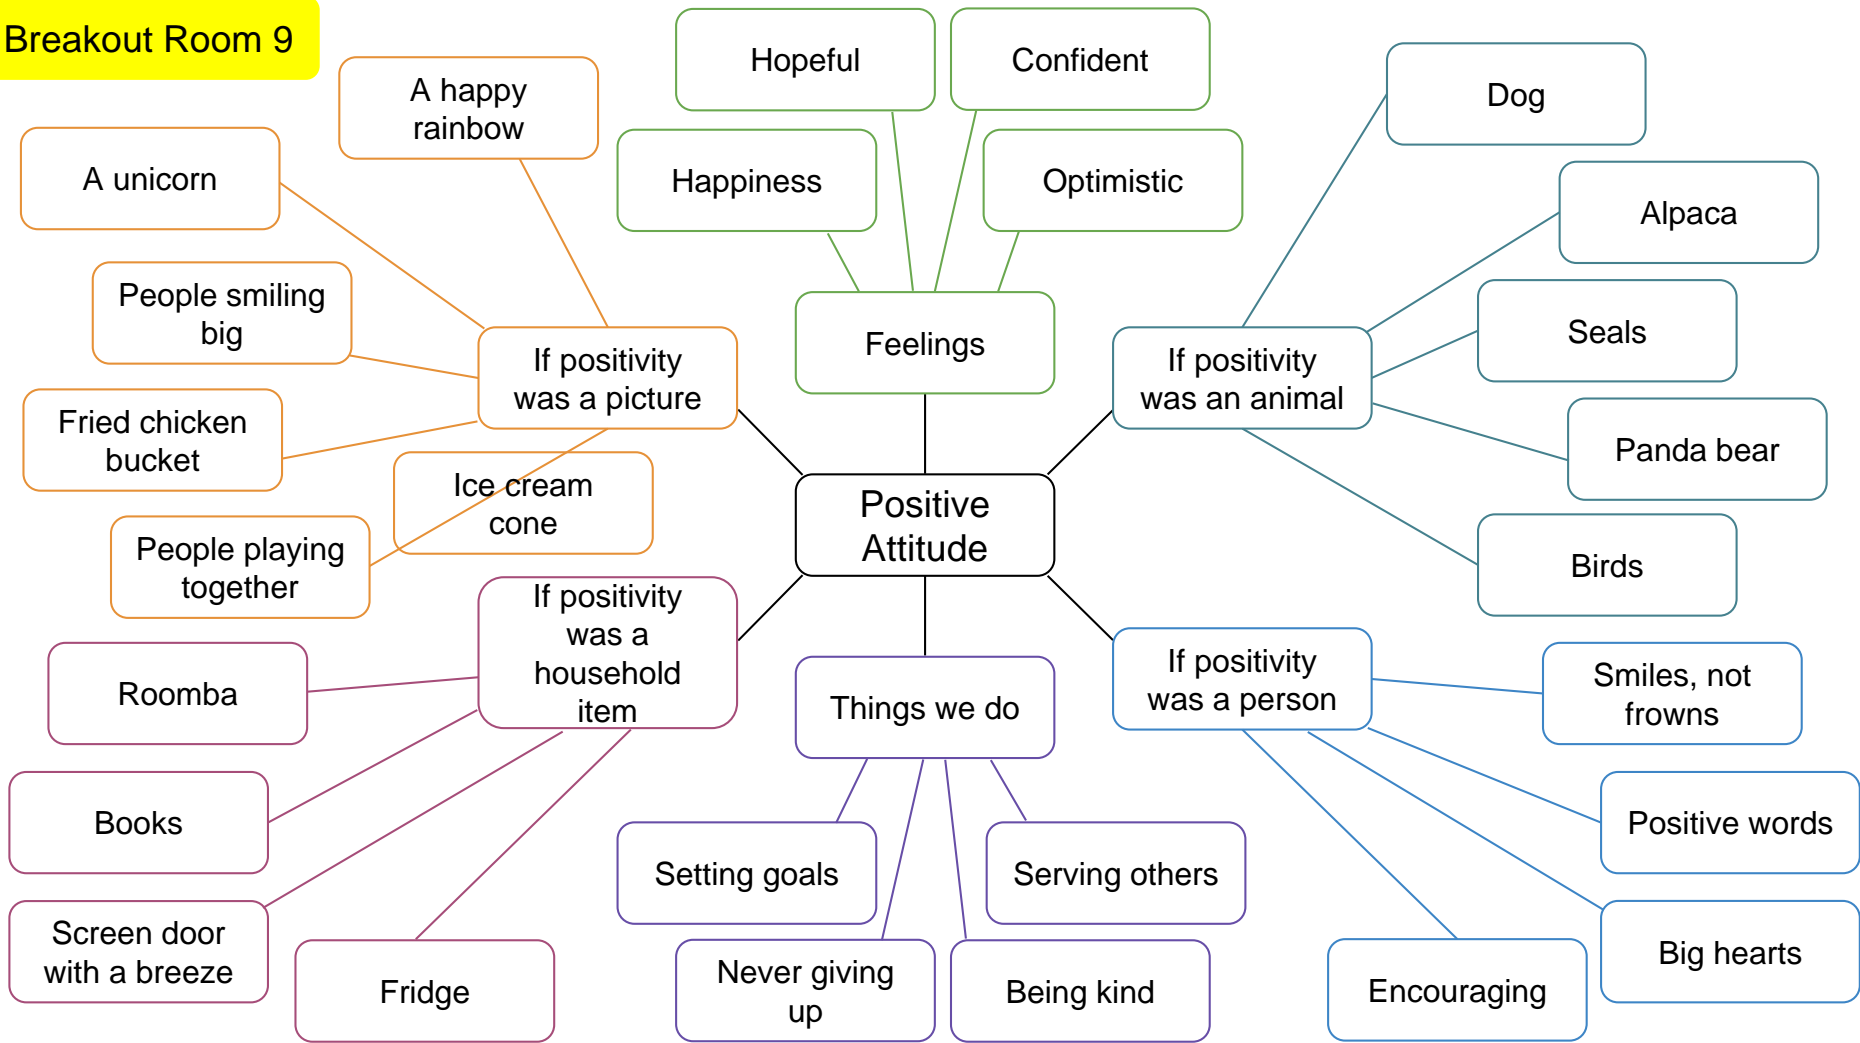 Breakout Room 9
A happy
rainbow
A unicorn
People smiling
big
Fried chicken
bucket
People playing
together
Ice cream
cone
If positivity
was a picture
Hopeful
Confident
Happiness
Optimistic
Feelings
Dog
Alpaca
Seals
Panda bear
Birds
If positivity
was an animal
Positive
Attitude
If positivity
was a
household
item
Roomba
Books
Screen door
with a breeze
Fridge
Things we do
Setting goals
Serving others
Never giving
up
Being kind
If positivity
was a person
Smiles, not
frowns
Positive words
Big hearts
Encouraging